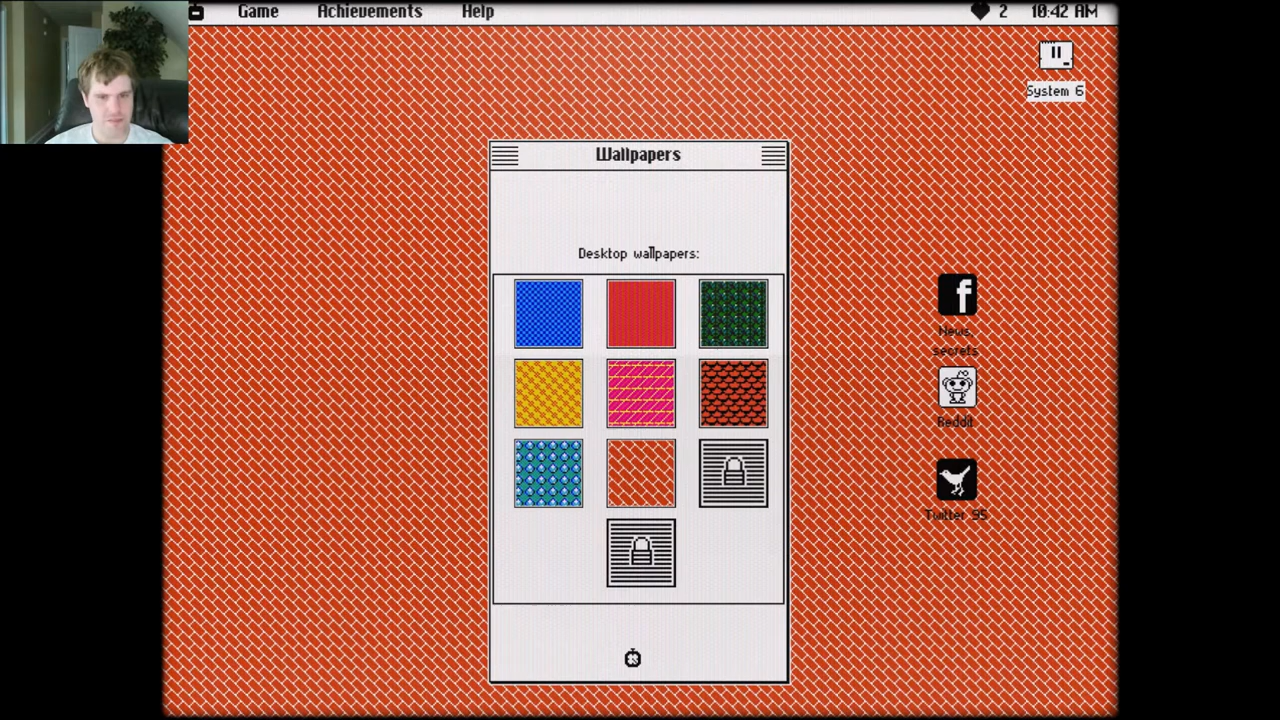 Game Achievements Help 2 10:42 AM
System 6
Wallpapers
Desktop wallpapers:
News,
secrets
Reddit
Twitter 95